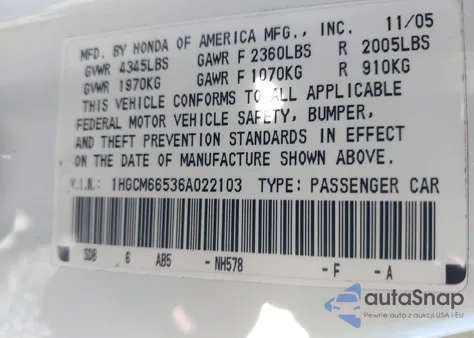 MFD. BY HONDA OF AMERICA MFG., INC. 11/05
GVWR 4345LBS GAWR F 2360LBS R 2005LBS
GVWR 1970KG GAWR F 1070KG R 910KG
THIS VEHICLE CONFORMS TO ALL APPLICABLE
FEDERAL MOTOR VEHICLE SAFETY, BUMPER,
AND THEFT PREVENTION STANDARDS IN EFFECT
ON THE DATE OF MANUFACTURE SHOWN ABOVE.
V.I.N: 1HGCM66536A022103 TYPE: PASSENGER CAR
SDB 6 AB5 - NH578 - F - A
autoSnap
Pewne auta z aukcji USA i EU